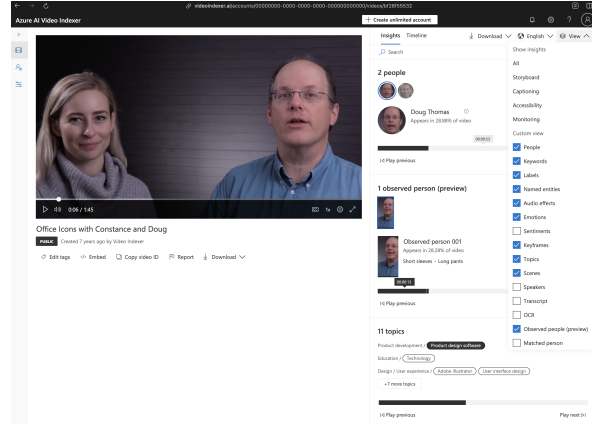 videoindexer.ai/accounts/00000000-0000-0000-0000-000000000000/videos/bf28f55532
Azure AI Video Indexer
+ Create unlimited account
?
R
Insights
Timeline
Download
English
View
Search
2 people
Doug Thomas
Appears in 28.88% of video
00:00:53
Play previous
1 observed person (preview)
Observed person 001
Appears in 28.28% of video
Short sleeves - Long pants
00:00:13
Play previous
11 topics
Product development / Product design software
Education / Technology
Design / User experience / Adobe illustrator User interface design
+7 more topics
Play previous
Play next
Show insights
All
Storyboard
Captioning
Accessibility
Monitoring
Custom view
People
Keywords
Labels
Named entities
Audio effects
Emotions
Sentiments
Keyframes
Topics
Scenes
Speakers
Transcript
OCR
Observed people (preview)
Matched person
0:06 / 1:45
1x
Office Icons with Constance and Doug
PUBLIC Created 7 years ago by Video Indexer
Edit tags
Embed
Copy video ID
Report
Download